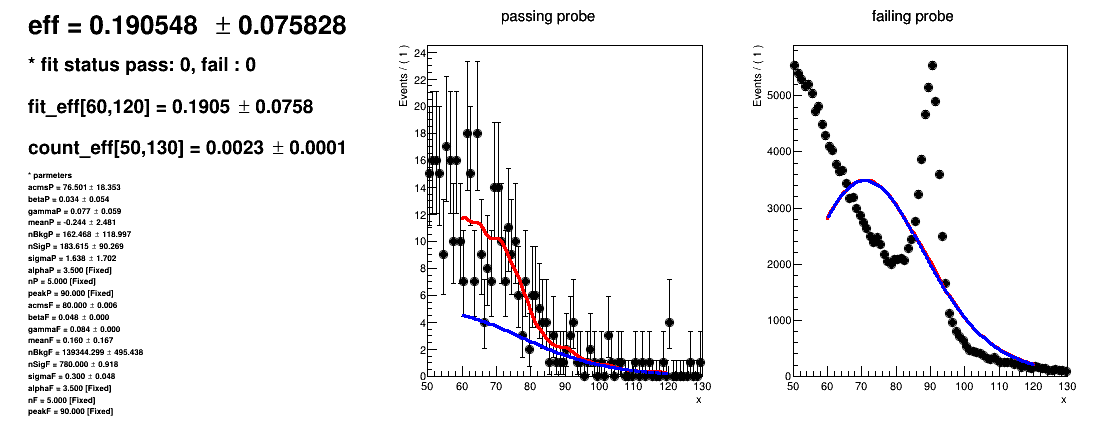 eff = 0.190548 ± 0.075828
* fit status pass: 0, fail : 0
fit_eff[60,120] = 0.1905 ± 0.0758
count_eff[50,130] = 0.0023 ± 0.0001
* parmeters
acmsP = 76.501 ± 18.353
betaP = 0.034 ± 0.054
gammaP = 0.077 ± 0.059
meanP = -0.244 ± 2.481
nBkgP = 162.468 ± 118.997
nSigP = 183.615 ± 90.269
sigmaP = 1.638 ± 1.702
alphaP = 3.500 [Fixed]
nP = 5.000 [Fixed]
peakP = 90.000 [Fixed]
acmsF = 80.000 ± 0.006
betaF = 0.048 ± 0.000
gammaF = 0.084 ± 0.000
meanF = 0.160 ± 0.167
nBkgF = 139344.299 ± 495.438
nSigF = 780.000 ± 0.918
sigmaF = 0.300 ± 0.048
alphaF = 3.500 [Fixed]
nF = 5.000 [Fixed]
peakF = 90.000 [Fixed]
passing probe
Events / ( 1 )
24
22
20
18
16
14
12
10
8
6
4
2
0
50 60 70 80 90 100 110 120 130
x
failing probe
Events / ( 1 )
5000
4000
3000
2000
1000
0
50 60 70 80 90 100 110 120 130
x